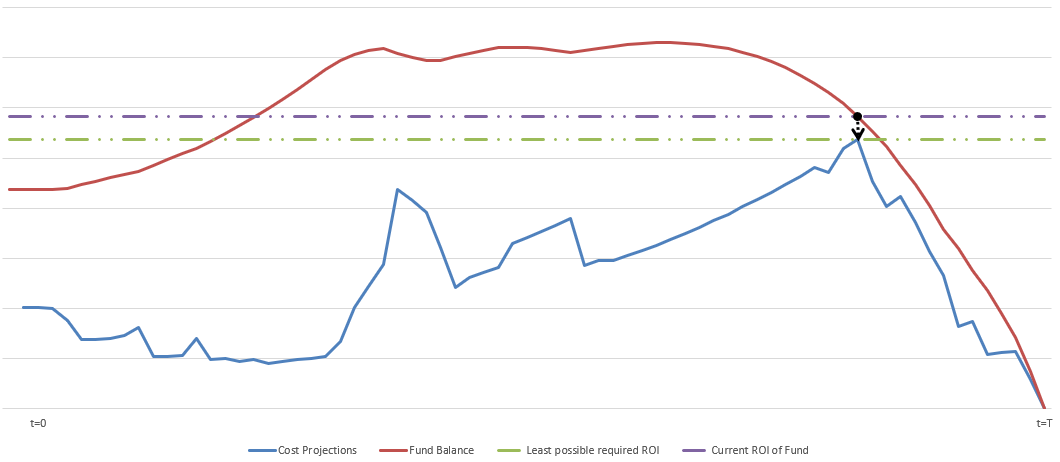 t=0 t=T
Cost Projections Fund Balance Least possible required ROI Current ROI of Fund